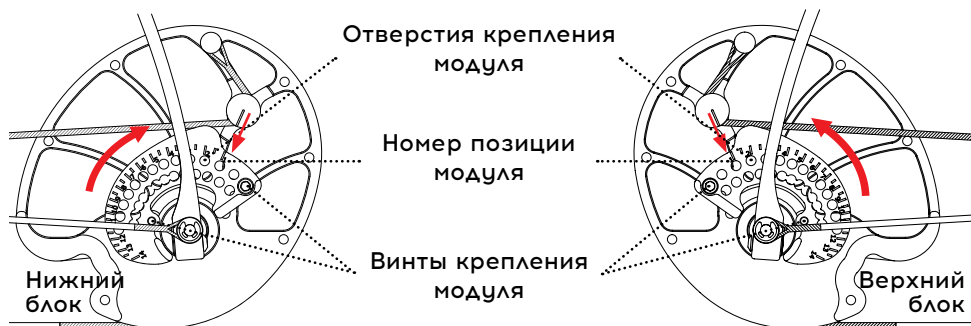 Отверстия крепления
модуля
Номер позиции
модуля
Винты крепления
модуля
Нижний
блок
Верхний
блок